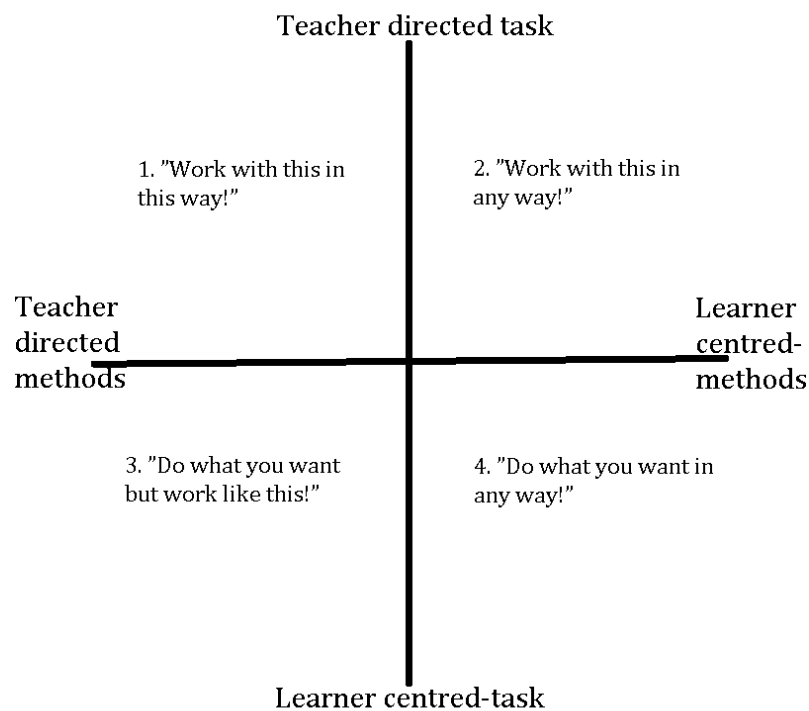 Teacher directed task
1. ”Work with this in
this way!”
2. ”Work with this in
any way!”
Teacher
directed
methods
Learner
centred-
methods
3. ”Do what you want
but work like this!”
4. ”Do what you want in
any way!”
Learner centred-task